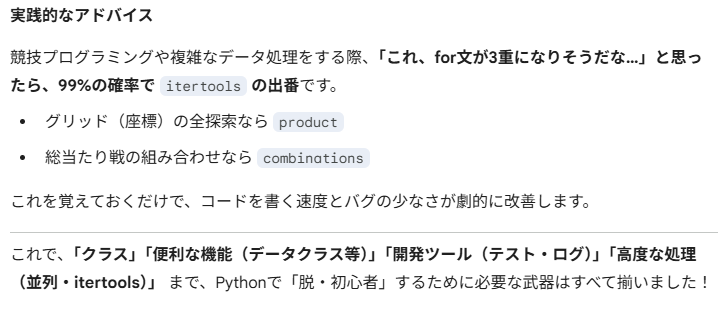 実践的なアドバイス
競技プログラミングや複雑なデータ処理をする際、「これ、for文が3重になりそうだな…」と思っ
たら、99%の確率で itertools の出番です。
• グリッド（座標）の全探索なら product
• 総当たり戦の組み合わせなら combinations
これを覚えておくだけで、コードを書く速度とバグの少なさが劇的に改善します。
これで、「クラス」「便利な機能（データクラス等）」「開発ツール（テスト・ログ）」「高度な処理
（並列・itertools）」 まで、Pythonで「脱・初心者」するために必要な武器はすべて揃いました！